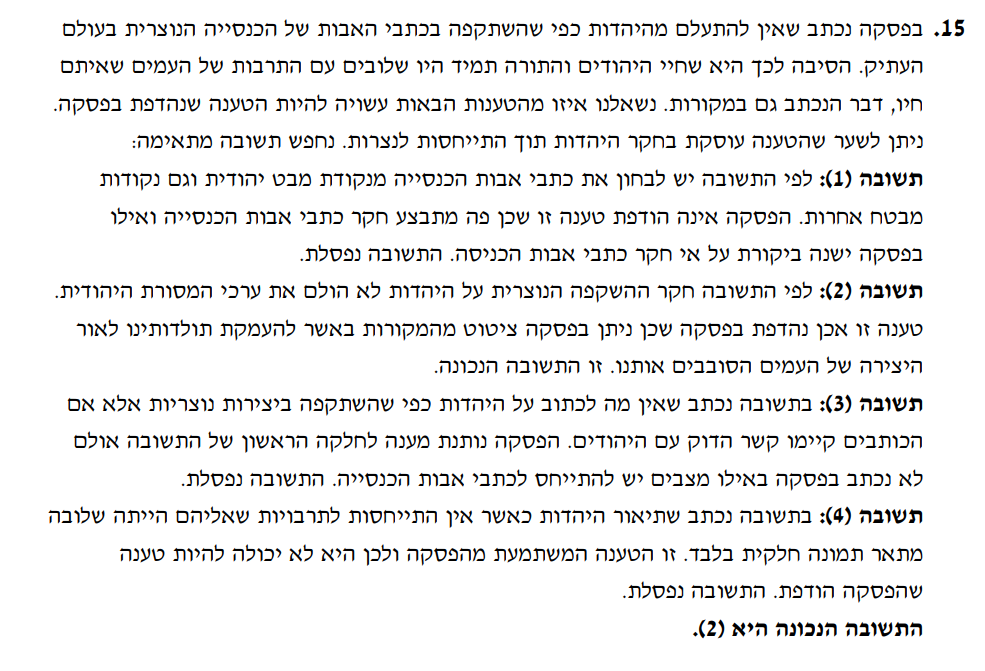 15. בפסקה נכתב שאין להתעלם מהיהדות כפי שהשתקפה בכתבי האבות של הכנסייה הנוצרית בעולם
העתיק. הסיבה לכך היא שחיי היהודים והתורה תמיד היו שלובים עם התרבות של העמים שאיתם
חיו, דבר הנכתב גם במקורות. נשאלנו איזו מהטענות הבאות עשויה להיות הטענה שנהדפת בפסקה.
ניתן לשער שהטענה עוסקת בחקר היהדות תוך התייחסות לנצרות. נחפש תשובה מתאימה:
תשובה (1): לפי התשובה יש לבחון את כתבי אבות הכנסייה מנקודת מבט יהודית וגם נקודות
מבטח אחרות. הפסקה אינה הודפת טענה זו שכן פה מתבצע חקר כתבי אבות הכנסייה ואילו
בפסקה ישנה ביקורת על אי חקר כתבי אבות הכניסה. התשובה נפסלת.
תשובה (2): לפי התשובה חקר ההשקפה הנוצרית על היהדות לא הולם את ערכי המסורת היהודית.
טענה זו אכן נהדפת בפסקה שכן ניתן בפסקה ציטוט מהמקורות באשר להעמקת תולדותינו לאור
היצירה של העמים הסובבים אותנו. זו התשובה הנכונה.
תשובה (3): בתשובה נכתב שאין מה לכתוב על היהדות כפי שהשתקפה ביצירות נוצריות אלא אם
הכותבים קיימו קשר הדוק עם היהודים. הפסקה נותנת מענה לחלקה הראשון של התשובה אולם
לא נכתב בפסקה באילו מצבים יש להתייחס לכתבי אבות הכנסייה. התשובה נפסלת.
תשובה (4): בתשובה נכתב שתיאור היהדות כאשר אין התייחסות לתרבויות שאליהם הייתה שלובה
מתאר תמונה חלקית בלבד. זו הטענה המשתמעת מהפסקה ולכן היא לא יכולה להיות טענה
שהפסקה הודפת. התשובה נפסלת.
התשובה הנכונה היא (2).